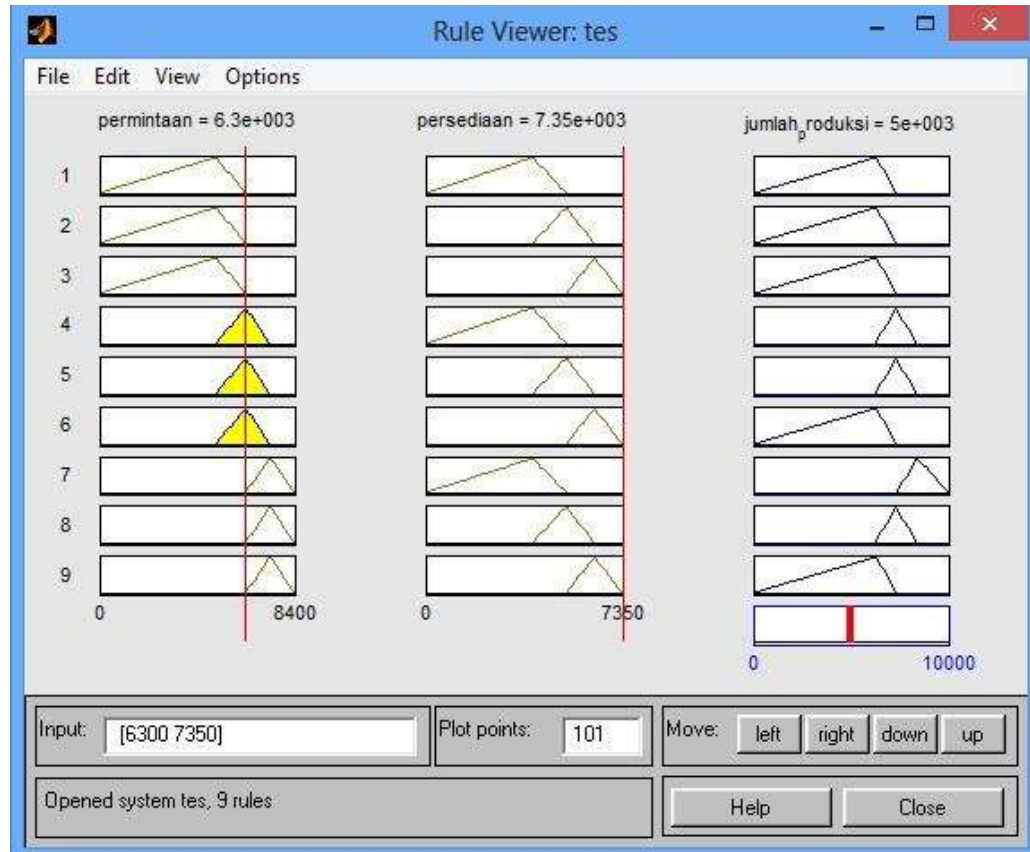 Rule Viewer: tes
File Edit View Options
permintaan = 6.3e+003 persediaan = 7.35e+003 jumlah_produksi = 5e+003
1
2
3
4
5
6
7
8
9
0 8400 0 7350
0 10000
Input: [6300 7350] Plot points: 101 Move: left right down up
Opened system tes, 9 rules Help Close